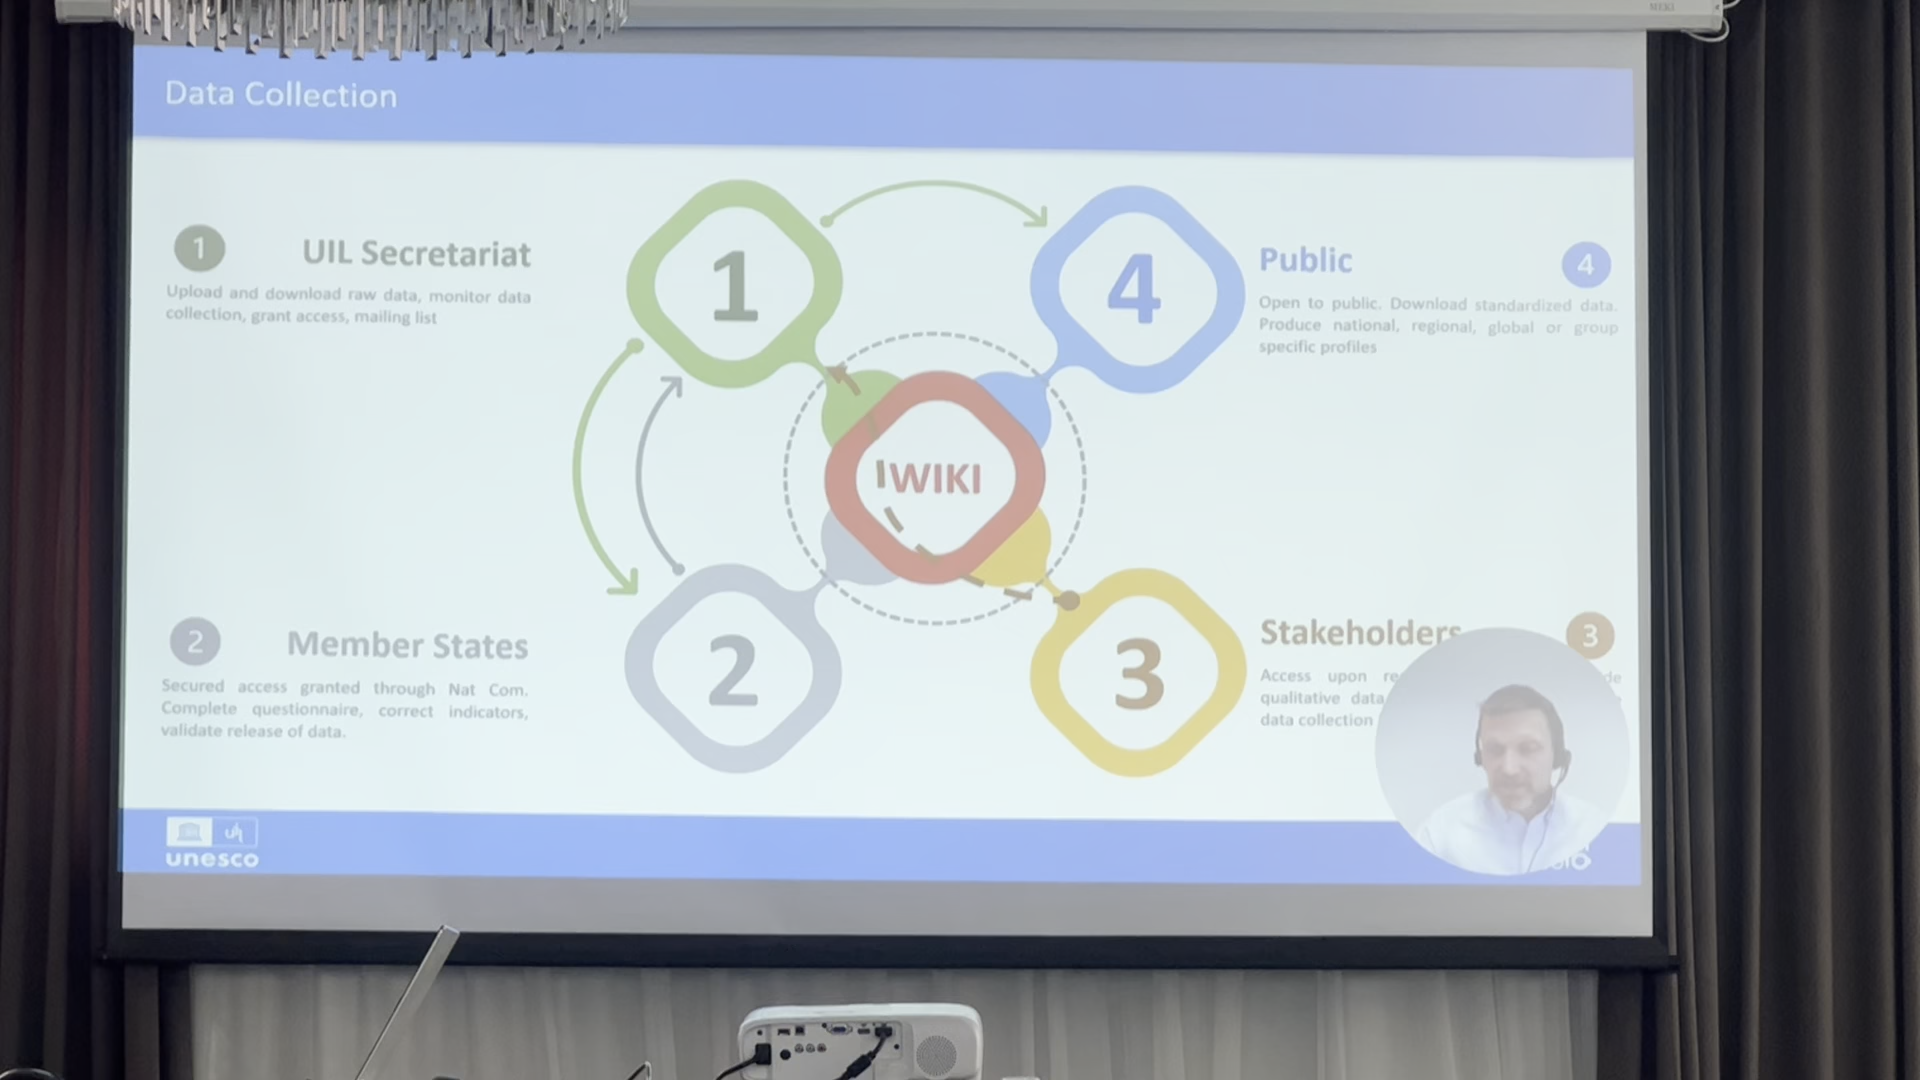 MEKI
Data Collection
1
UIL Secretariat
Upload and download raw data, monitor data
collection, grant access, mailing list
1
4
Public
4
Open to public. Download standardized data.
Produce national, regional, global or group
specific profiles
WIKI
2
Member States
Secured access granted through Nat Com.
Complete questionnaire, correct indicators,
validate release of data.
2
3
Stakeholders
3
Access upon
qualitative data
data collection
uil
unesco